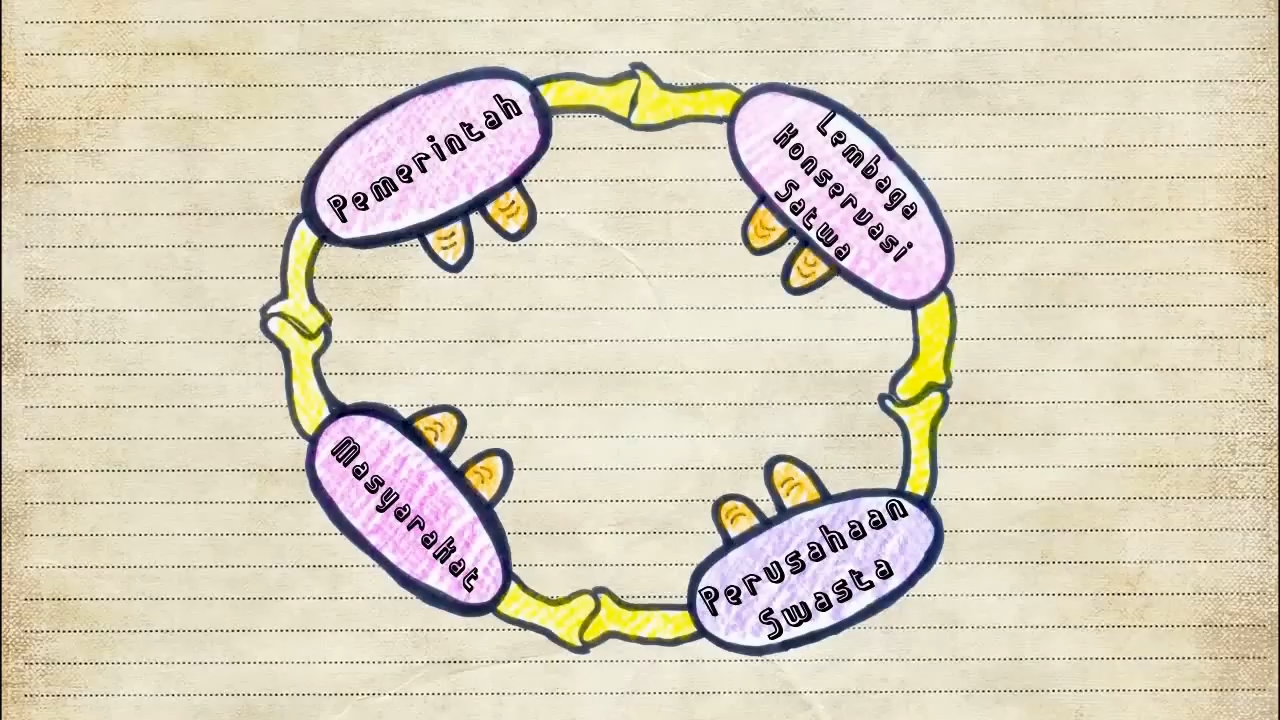 Pemerintah
Lembaga
Konservasi
Satwa
Masyarakat
Perusahaan
Swasta